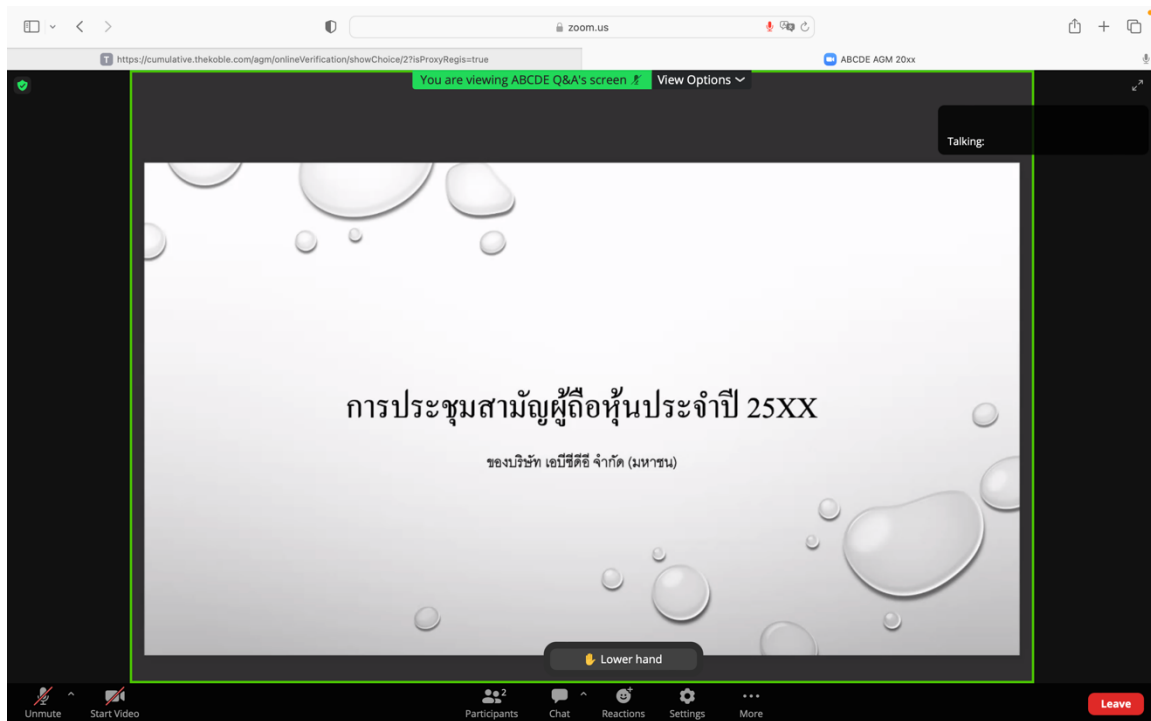 zoom.us
T https://cumulative.thekoble.com/agm/onlineVerification/showChoice/2?isProxyRegis=true
ABCDE AGM 20xx
You are viewing ABCDE Q&A's screen
View Options
Talking:
การประชุมสามัญผู้ถือหุ้นประจำปี 25XX
ของบริษัท เอบีซีดีอี จำกัด (มหาชน)
Lower hand
2
Unmute
Start Video
Participants
Chat
Reactions
Settings
More
Leave